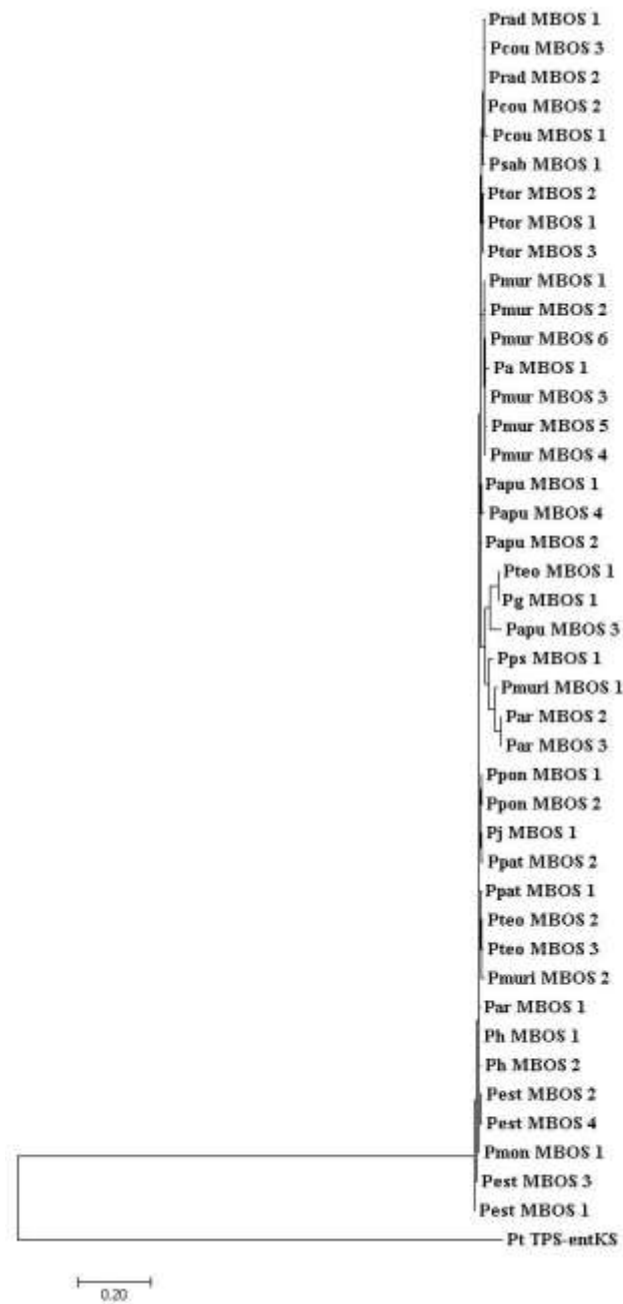 Prad MBOS 1
Pcou MBOS 3
Prad MBOS 2
Pcou MBOS 2
Pcou MBOS 1
Psab MBOS 1
Ptor MBOS 2
Ptor MBOS 1
Ptor MBOS 3
Pmur MBOS 1
Pmur MBOS 2
Pmur MBOS 6
Pa MBOS 1
Pmur MBOS 3
Pmur MBOS 5
Pmur MBOS 4
Papu MBOS 1
Papu MBOS 4
Papu MBOS 2
Pteo MBOS 1
Pg MBOS 1
Papu MBOS 3
Pps MBOS 1
Pmuri MBOS 1
Par MBOS 2
Par MBOS 3
Ppon MBOS 1
Ppon MBOS 2
Pj MBOS 1
Ppat MBOS 2
Ppat MBOS 1
Pteo MBOS 2
Pteo MBOS 3
Pmuri MBOS 2
Par MBOS 1
Ph MBOS 1
Ph MBOS 2
Pest MBOS 2
Pest MBOS 4
Pmon MBOS 1
Pest MBOS 3
Pest MBOS 1
Pt TPS-entKS
0.20